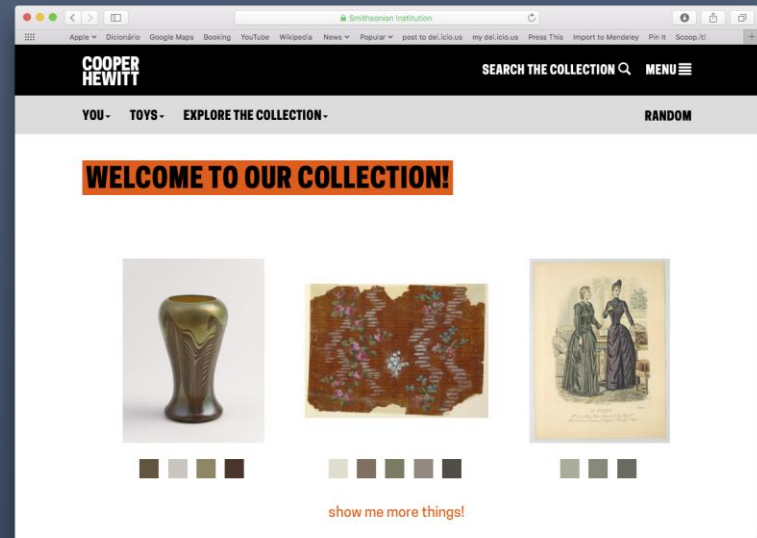 Smithsonian Institution
Apple Dicionário Google Maps Booking YouTube Wikipedia News Popular post to del.icio.us my del.icio.us Press This Import to Mendeley Pin It Scoop.It!
COOPER
HEWITT
SEARCH THE COLLECTION MENU
YOU TOYS EXPLORE THE COLLECTION RANDOM
WELCOME TO OUR COLLECTION!
show me more things!